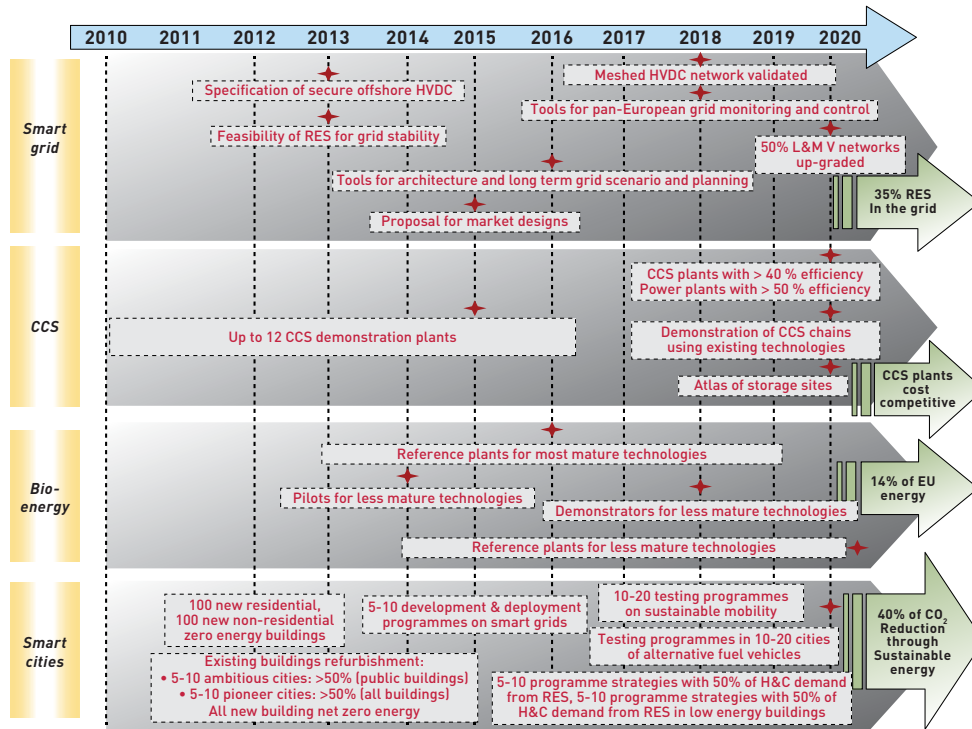 2010 2011 2012 2013 2014 2015 2016 2017 2018 2019 2020
Smart
grid
Meshed HVDC network validated
Specification of secure offshore HVDC
Tools for pan-European grid monitoring and control
Feasibility of RES for grid stability
50% L&M V networks
up-graded
Tools for architecture and long term grid scenario and planning
Proposal for market designs
35% RES
In the grid
CCS
CCS plants with > 40 % efficiency
Power plants with > 50 % efficiency
Up to 12 CCS demonstration plants
Demonstration of CCS chains
using existing technologies
Atlas of storage sites
CCS plants
cost
competitive
Bio-
energy
Reference plants for most mature technologies
Pilots for less mature technologies
Demonstrators for less mature technologies
Reference plants for less mature technologies
14% of EU
energy
Smart
cities
100 new residential,
100 new non-residential
zero energy buildings
5-10 development & deployment
programmes on smart grids
10-20 testing programmes
on sustainable mobility
Testing programmes in 10-20 cities
of alternative fuel vehicles
Existing buildings refurbishment:
• 5-10 ambitious cities: >50% (public buildings)
• 5-10 pioneer cities: >50% (all buildings)
All new building net zero energy
5-10 programme strategies with 50% of H&C demand
from RES, 5-10 programme strategies with 50% of
H&C demand from RES in low energy buildings
40% of CO₂
Reduction
through
Sustainable
energy